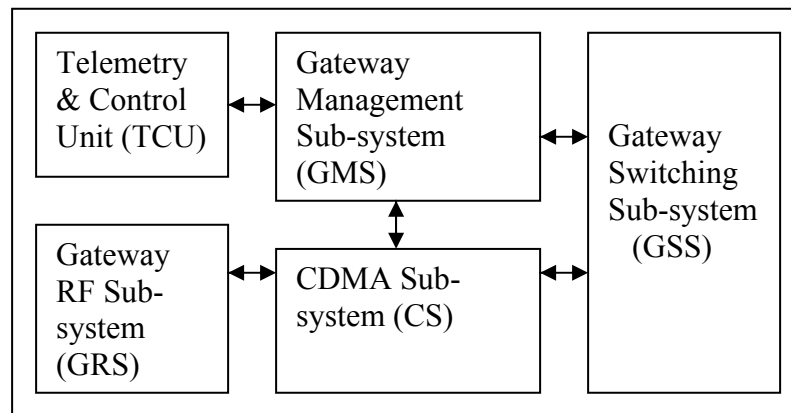 Telemetry
& Control
Unit (TCU)
Gateway
Management
Sub-system
(GMS)
Gateway
Switching
Sub-system
(GSS)
Gateway
RF Sub-
system
(GRS)
CDMA Sub-
system (CS)